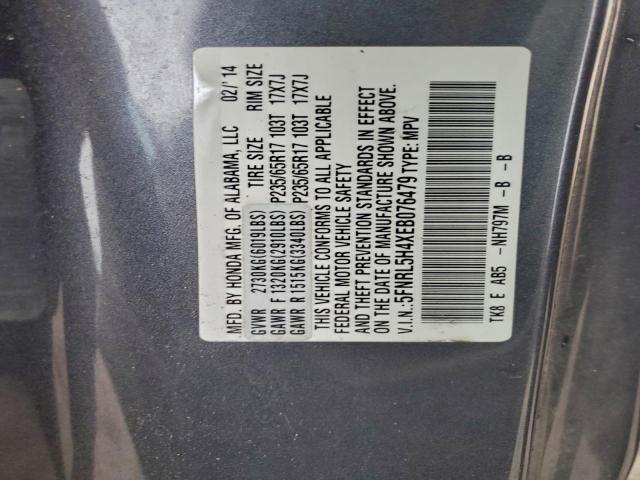 MFD. BY HONDA MFG. OF ALABAMA, LLC 02/'14
GVWR 2730KG(6019LBS) TIRE SIZE RIM SIZE
GAWR F 1320KG(2910LBS) P235/65R17 103T 17X7J
GAWR R 1515KG(3340LBS) P235/65R17 103T 17X7J
THIS VEHICLE CONFORMS TO ALL APPLICABLE
FEDERAL MOTOR VEHICLE SAFETY
AND THEFT PREVENTION STANDARDS IN EFFECT
ON THE DATE OF MANUFACTURE SHOWN ABOVE.
V.I.N.:5FNRL5H4XEB076479 TYPE: MPV
TK8 E AB5 -NH797M -B -B